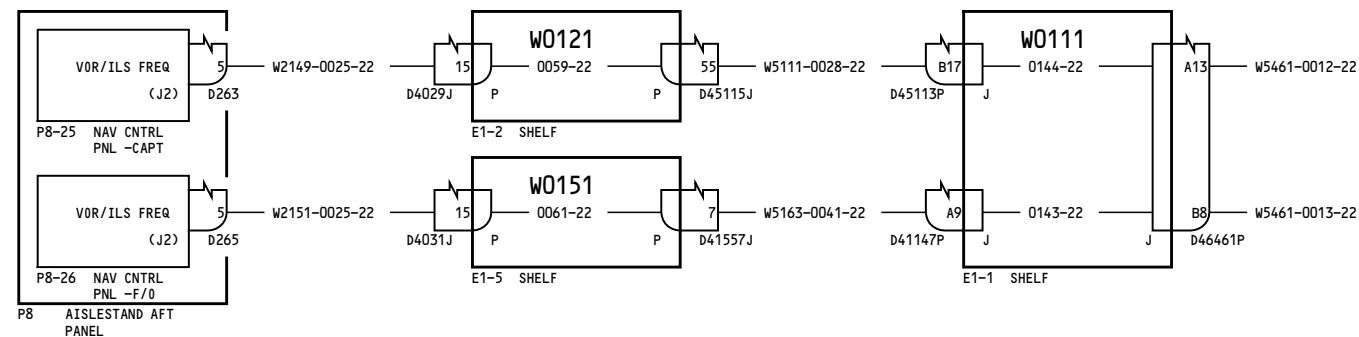 W0121
W0111
VOR/ILS FREQ 5 W2149-0025-22 15 0059-22 55 W5111-0028-22 B17 0144-22 A13 W5461-0012-22
(J2) D263 D4029J P P D45115J D45113P J
P8-25 NAV CNTRL E1-2 SHELF
PNL -CAPT
W0151
VOR/ILS FREQ 5 W2151-0025-22 15 0061-22 7 W5163-0041-22 A9 0143-22 B8 W5461-0013-22
(J2) D265 D4031J P P D41557J D41147P J J D46461P
P8-26 NAV CNTRL E1-5 SHELF E1-1 SHELF
PNL -F/O
P8 AISLESTAND AFT
PANEL